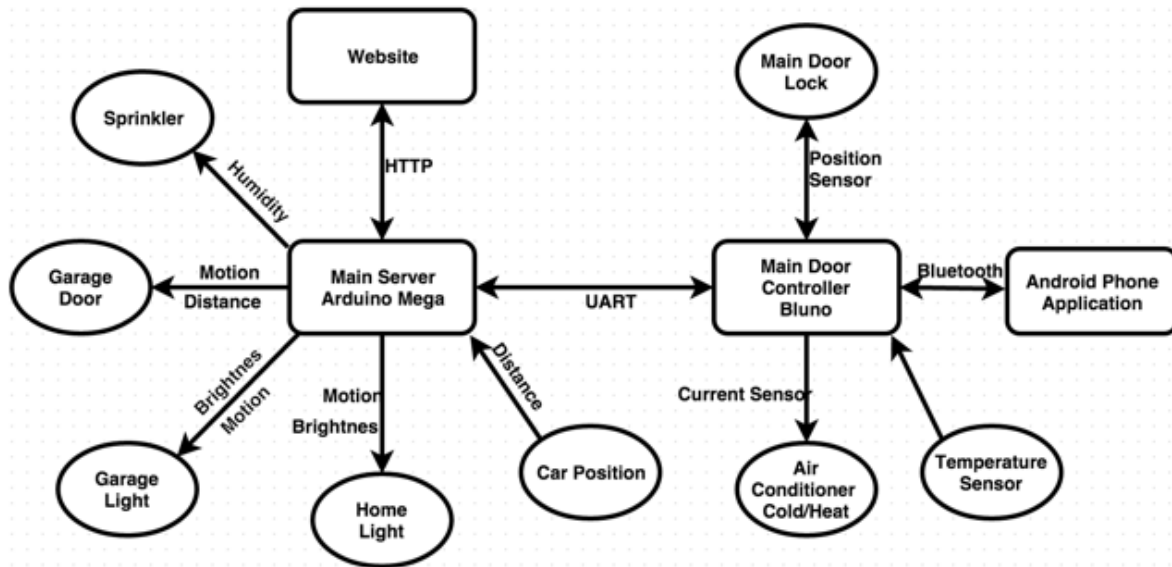 Website
Main Door
Lock
Sprinkler
HTTP
Position
Sensor
Humidity
Garage
Door
Motion
Distance
Main Server
Arduino Mega
UART
Main Door
Controller
Bluno
Bluetooth
Android Phone
Application
Brightnes
Motion
Motion
Brightnes
Distance
Current Sensor
Garage
Light
Home
Light
Car Position
Air
Conditioner
Cold/Heat
Temperature
Sensor